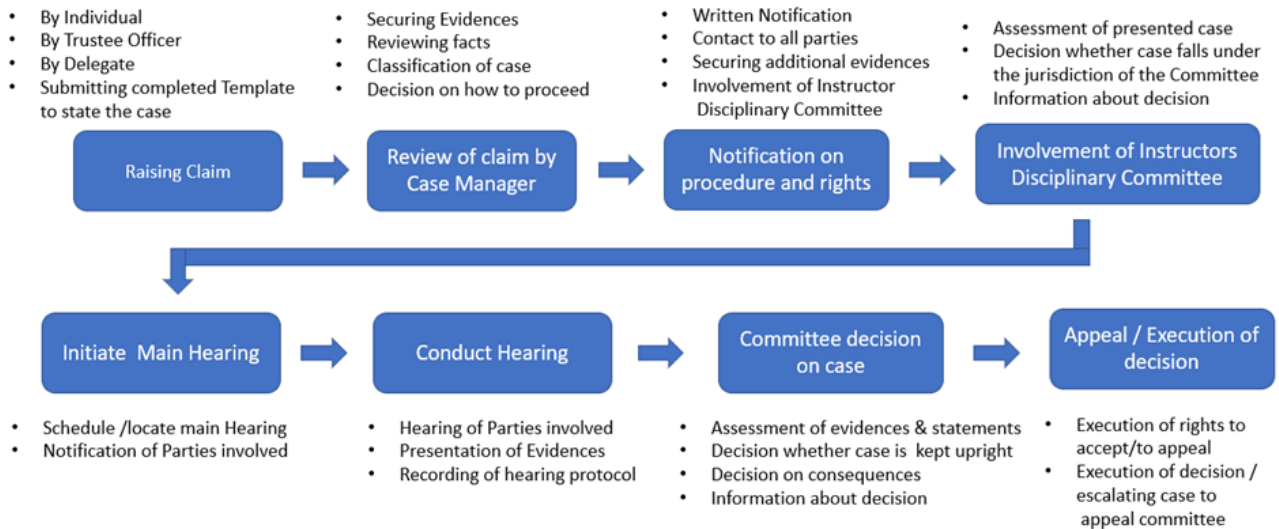 • By Individual
• By Trustee Officer
• By Delegate
• Submitting completed Template
to state the case
• Securing Evidences
• Reviewing facts
• Classification of case
• Decision on how to proceed
• Written Notification
• Contact to all parties
• Securing additional evidences
• Involvement of Instructor
Disciplinary Committee
• Assessment of presented case
• Decision whether case falls under
the jurisdiction of the Committee
• Information about decision
Raising Claim
Review of claim by
Case Manager
Notification on
procedure and rights
Involvement of Instructors
Disciplinary Committee
Initiate Main Hearing
Conduct Hearing
Committee decision
on case
Appeal / Execution of
decision
• Schedule /locate main Hearing
• Notification of Parties involved
• Hearing of Parties involved
• Presentation of Evidences
• Recording of hearing protocol
• Assessment of evidences & statements
• Decision whether case is kept upright
• Decision on consequences
• Information about decision
• Execution of rights to
accept/to appeal
• Execution of decision /
escalating case to
appeal committee